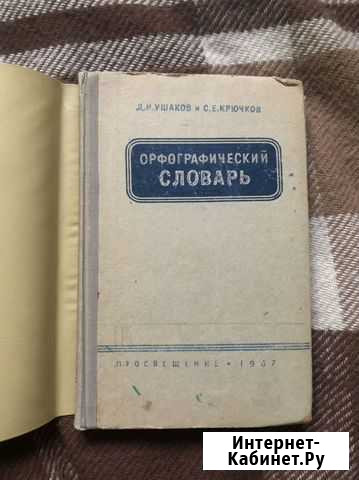 Д.Н.УШАКОВ и С.Е.КРЮЧКОВ
ОРФОГРАФИЧЕСКИЙ
СЛОВАРЬ
ПРОСВЕЩЕНИЕ • 1967
Интернет-
Кабинет.Ру